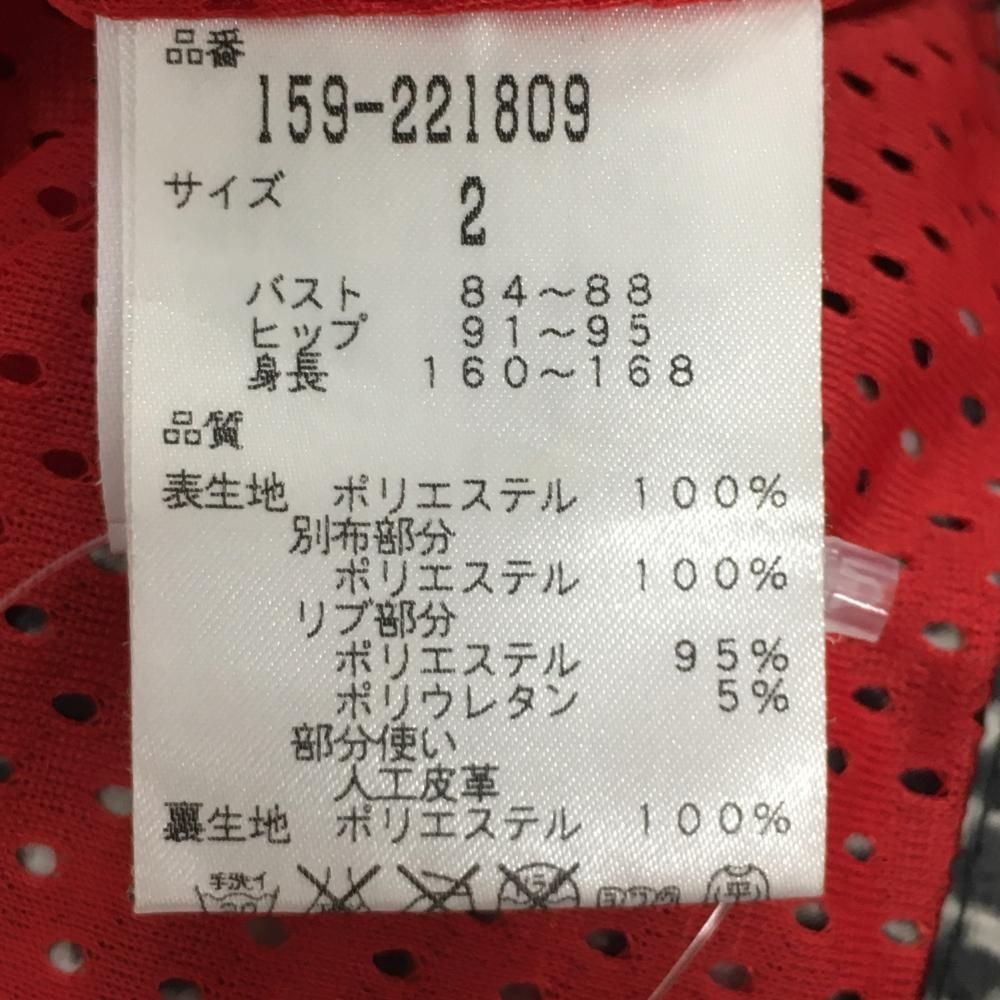 品番
159-221809
サイズ 2
バスト 84～88
ヒップ 91～95
身長 160～168
品質
表生地 ポリエステル 100%
別布部分
ポリエステル 100%
リブ部分
ポリエステル 95%
ポリウレタン 5%
部分使い
人工皮革
裏生地 ポリエステル 100%
手洗イ 平